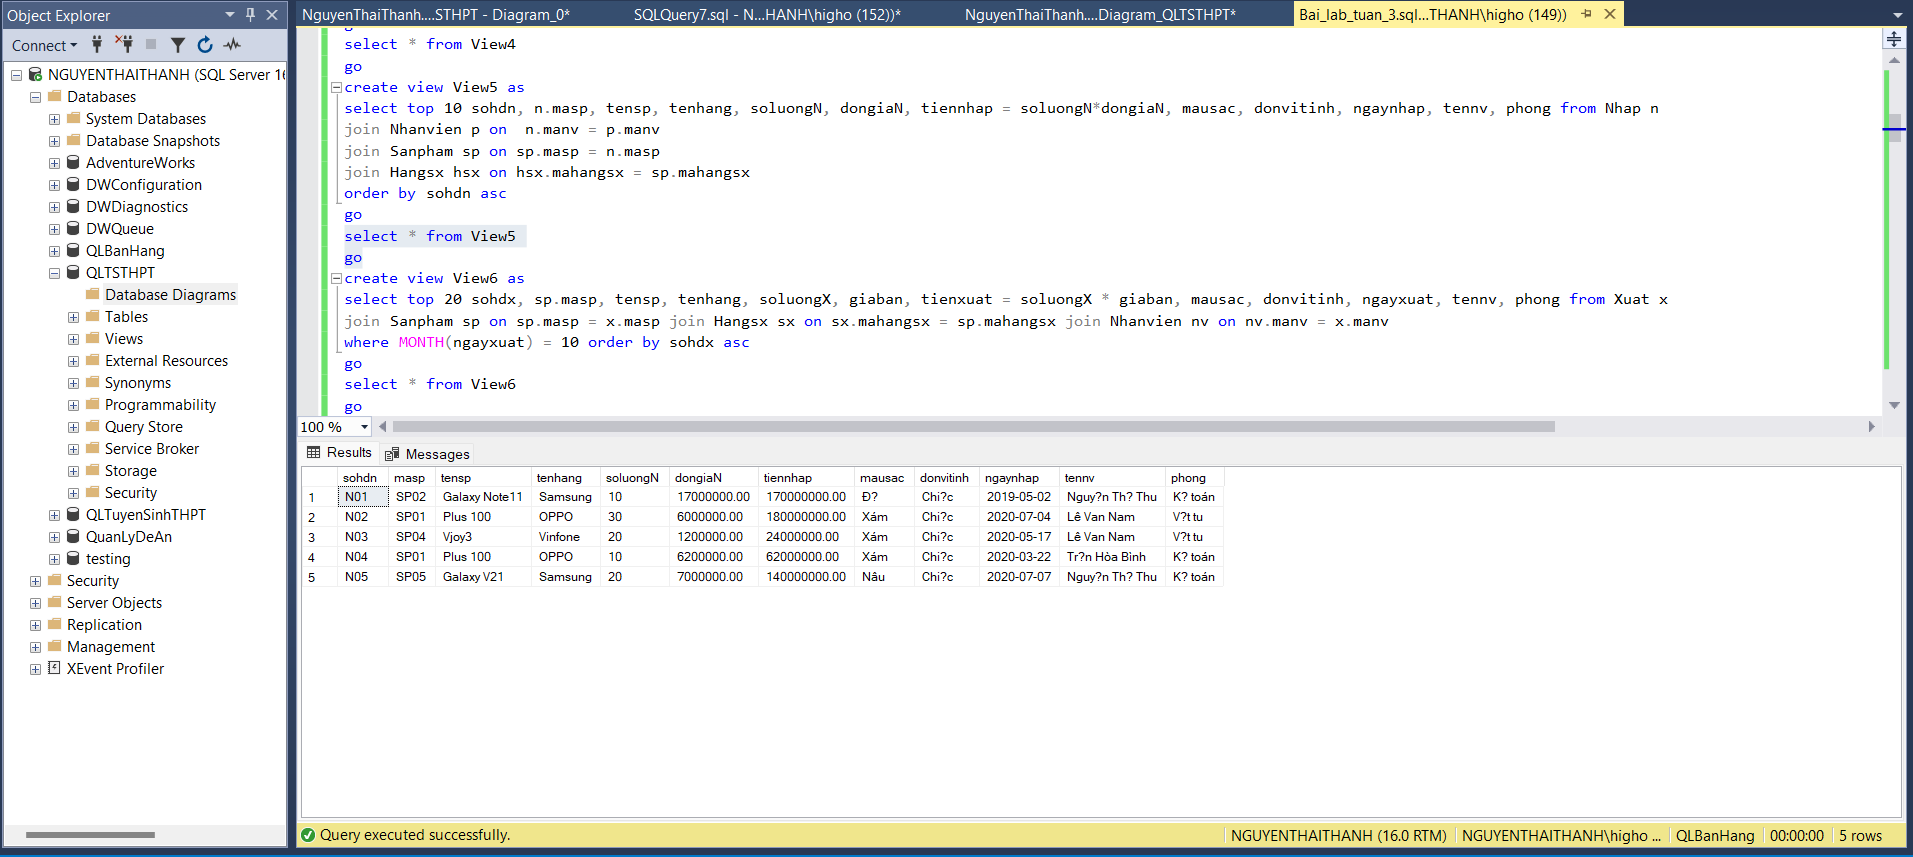 Object Explorer
Connect
NGUYENTHAITHANH (SQL Server 16
Databases
System Databases
Database Snapshots
AdventureWorks
DWConfiguration
DWDiagnostics
DWQueue
QLBanHang
QLTSTHPT
Database Diagrams
Tables
Views
External Resources
Synonyms
Programmability
Query Store
Service Broker
Storage
Security
QLTuyenSinhTHPT
QuanLyDeAn
testing
Security
Server Objects
Replication
Management
XEvent Profiler
NguyenThaiThanh....STHPT - Diagram_0* SQLQuery7.sql - N...HANH\higho (152))* NguyenThaiThanh....Diagram_QLTSTHPT* Bai_lab_tuan_3.sql...THANH\higho (149))
select * from View4
go
create view View5 as
select top 10 sohdn, n.masp, tensp, tenhang, soluongN, dongiaN, tiennhap = soluongN*dongiaN, mausac, donvitinh, ngaynhap, tennv, phong from Nhap n
join Nhanvien p on  n.manv = p.manv
join Sanpham sp on sp.masp = n.masp
join Hangsx hsx on hsx.mahangsx = sp.mahangsx
order by sohdn asc
go
select * from View5
go
create view View6 as
select top 20 sohdx, sp.masp, tensp, tenhang, soluongX, giaban, tienxuat = soluongX * giaban, mausac, donvitinh, ngayxuat, tennv, phong from Xuat x
join Sanpham sp on sp.masp = x.masp join Hangsx sx on sx.mahangsx = sp.mahangsx join Nhanvien nv on nv.manv = x.manv
where MONTH(ngayxuat) = 10 order by sohdx asc
go
select * from View6
go
100 %
Results Messages
sohdn masp tensp tenhang soluongN dongiaN tiennhap mausac donvitinh ngaynhap tennv phong
1 N01 SP02 Galaxy Note11 Samsung 10 17000000.00 170000000.00 Đ? Chi?c 2019-05-02 Nguy?n Th? Thu K? toán
2 N02 SP01 Plus 100 OPPO 30 6000000.00 180000000.00 Xám Chi?c 2020-07-04 Lê Van Nam V?t tu
3 N03 SP04 Vjoy3 Vinfone 20 1200000.00 24000000.00 Xám Chi?c 2020-05-17 Lê Van Nam V?t tu
4 N04 SP01 Plus 100 OPPO 10 6200000.00 62000000.00 Xám Chi?c 2020-03-22 Tr?n Hòa Bình K? toán
5 N05 SP05 Galaxy V21 Samsung 20 7000000.00 140000000.00 Nâu Chi?c 2020-07-07 Nguy?n Th? Thu K? toán
Query executed successfully. NGUYENTHAITHANH (16.0 RTM) NGUYENTHAITHANH\higho ... QLBanHang 00:00:00 5 rows